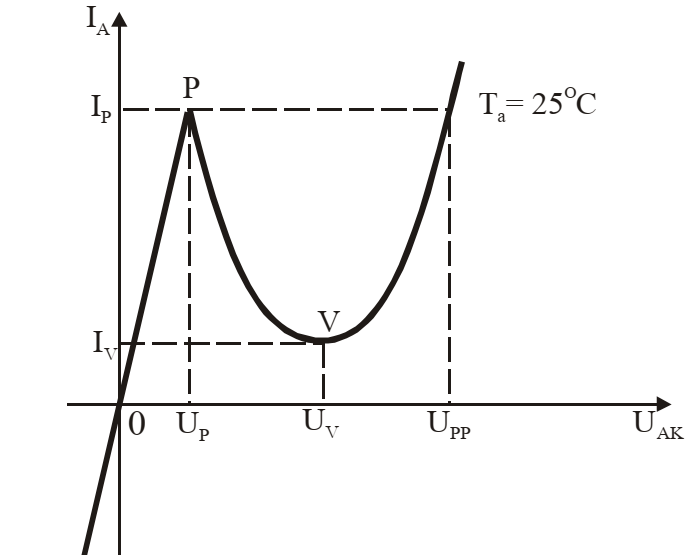 I_A
P
I_P
T_a = 25°C
V
I_V
0
U_P
U_V
U_PP
U_AK